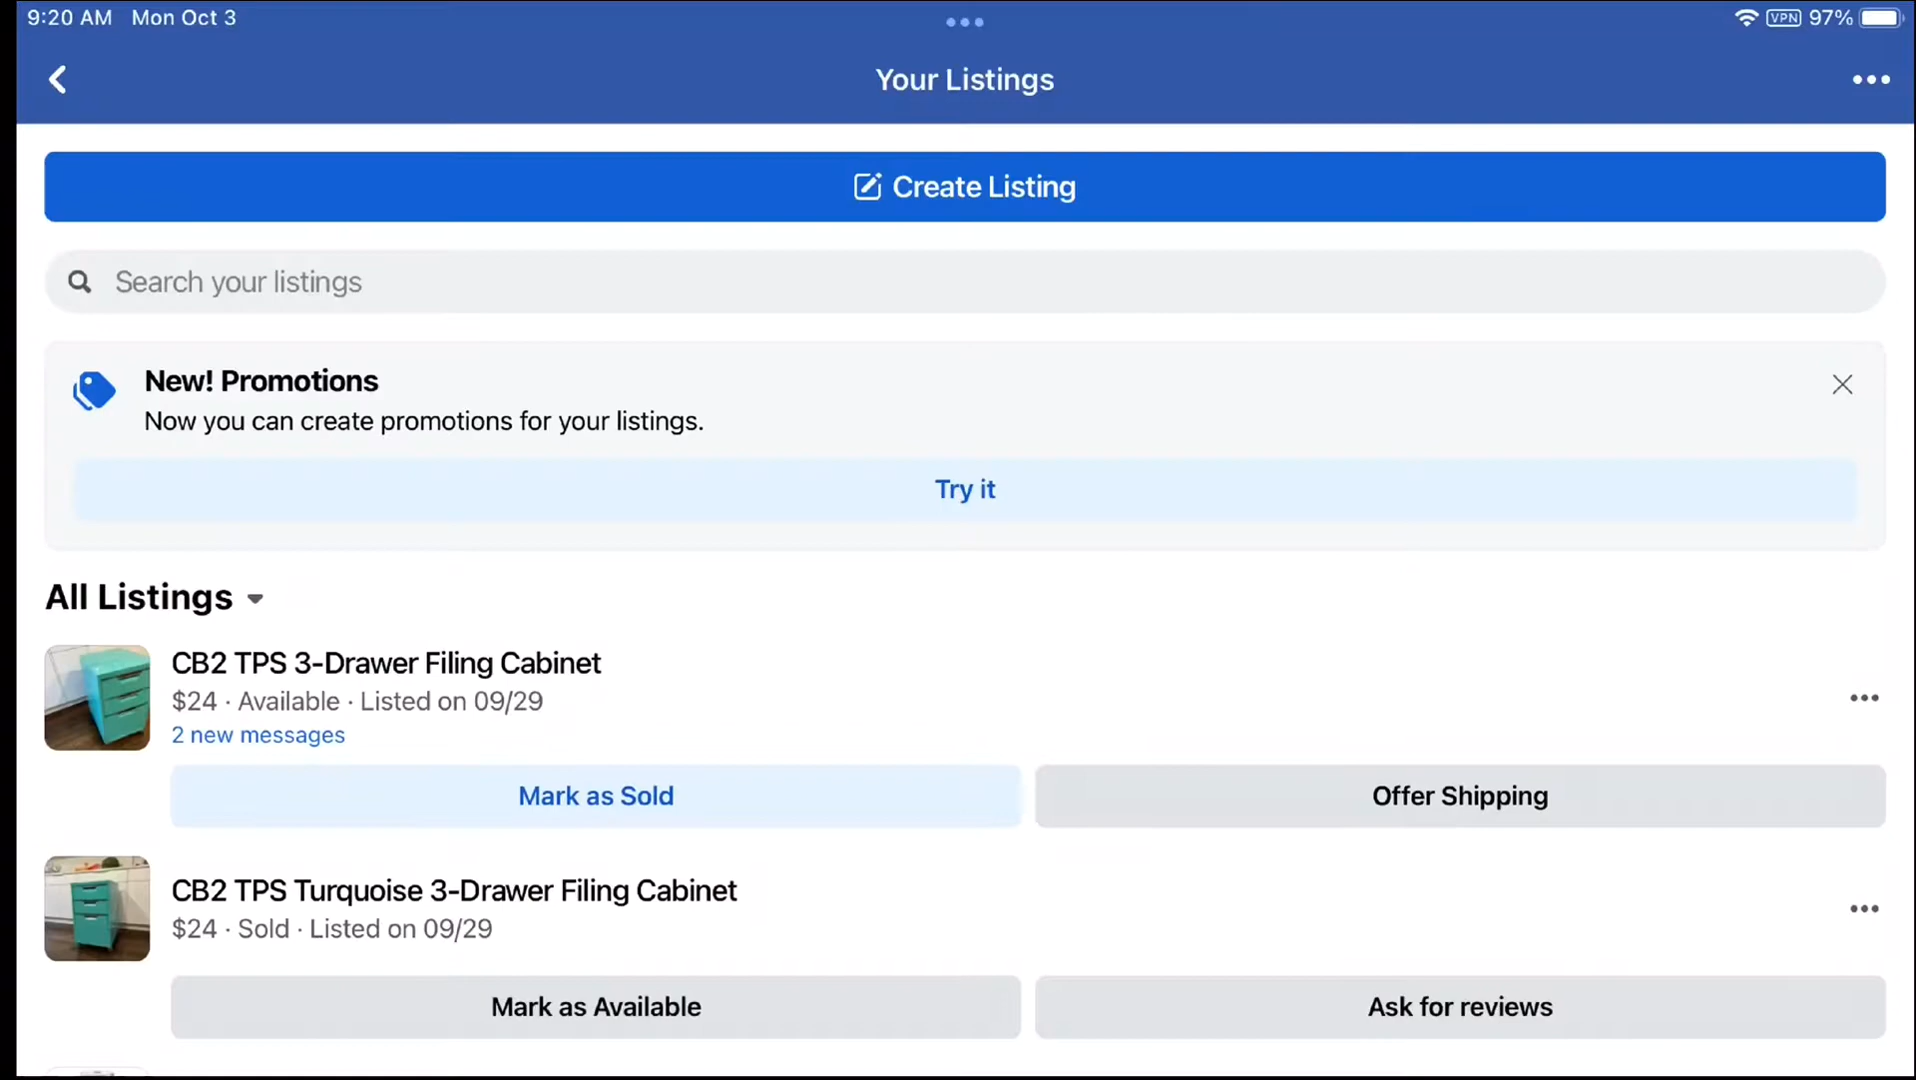 9:20 AM Mon Oct 3
VPN 97%
Your Listings
Create Listing
Search your listings
New! Promotions
Now you can create promotions for your listings.
Try it
All Listings
CB2 TPS 3-Drawer Filing Cabinet
$24 · Available · Listed on 09/29
2 new messages
Mark as Sold
Offer Shipping
CB2 TPS Turquoise 3-Drawer Filing Cabinet
$24 · Sold · Listed on 09/29
Mark as Available
Ask for reviews